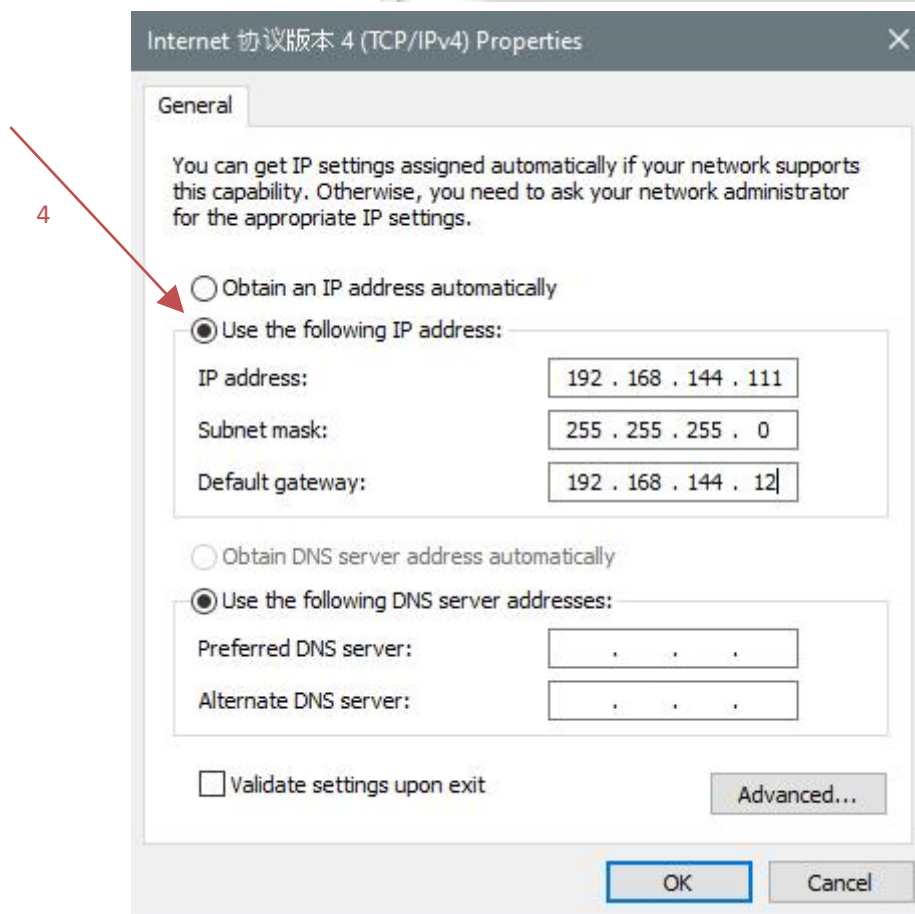 Internet 协议版本 4 (TCP/IPv4) Properties
General
You can get IP settings assigned automatically if your network supports
this capability. Otherwise, you need to ask your network administrator
for the appropriate IP settings.
4
Obtain an IP address automatically
Use the following IP address:
IP address: 192 . 168 . 144 . 111
Subnet mask: 255 . 255 . 255 . 0
Default gateway: 192 . 168 . 144 . 12
Obtain DNS server address automatically
Use the following DNS server addresses:
Preferred DNS server: . . .
Alternate DNS server: . . .
Validate settings upon exit
Advanced...
OK Cancel